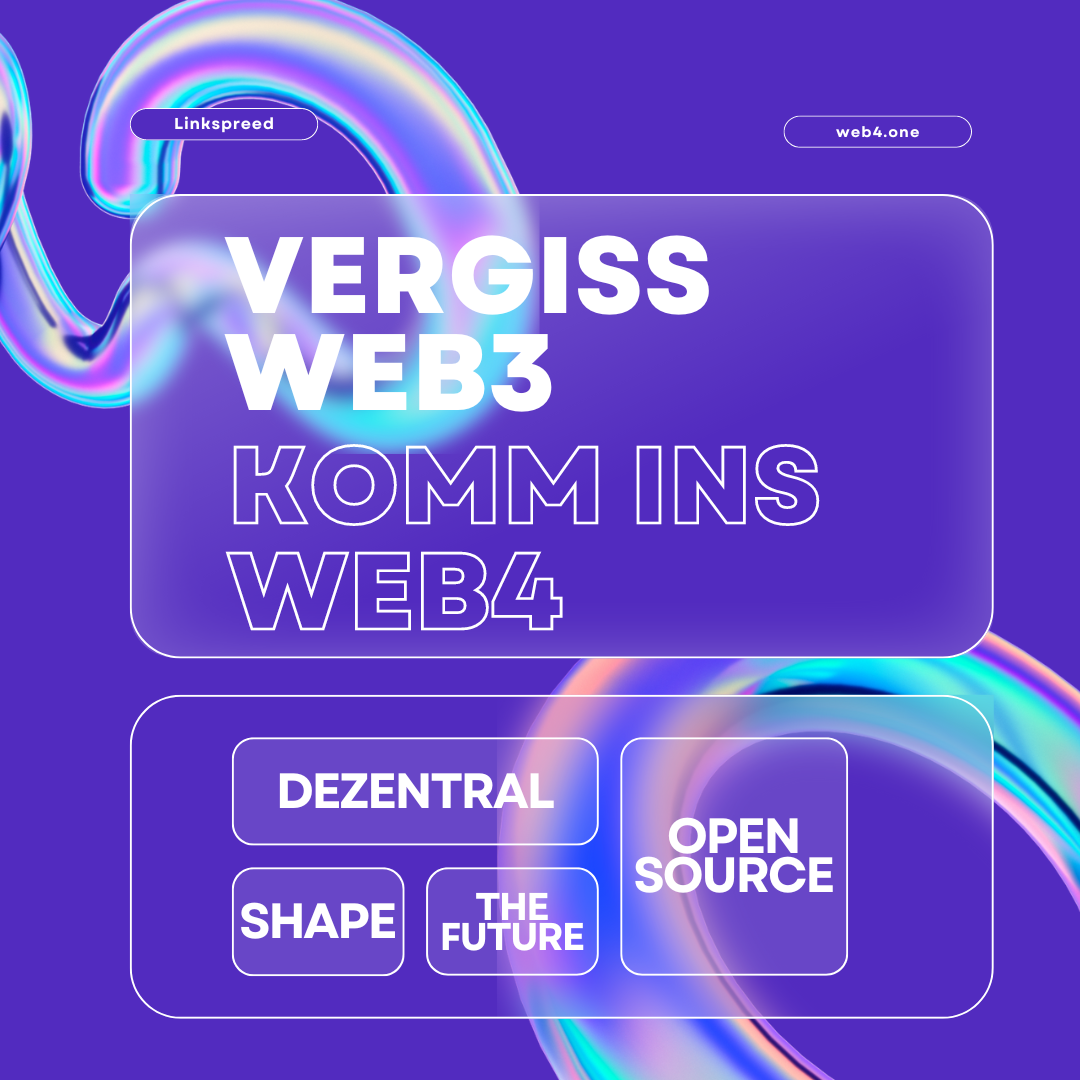 Linkspreed
web4.one
VERGISS
WEB3
KOMM INS
WEB4
DEZENTRAL
OPEN
SOURCE
SHAPE
THE
FUTURE